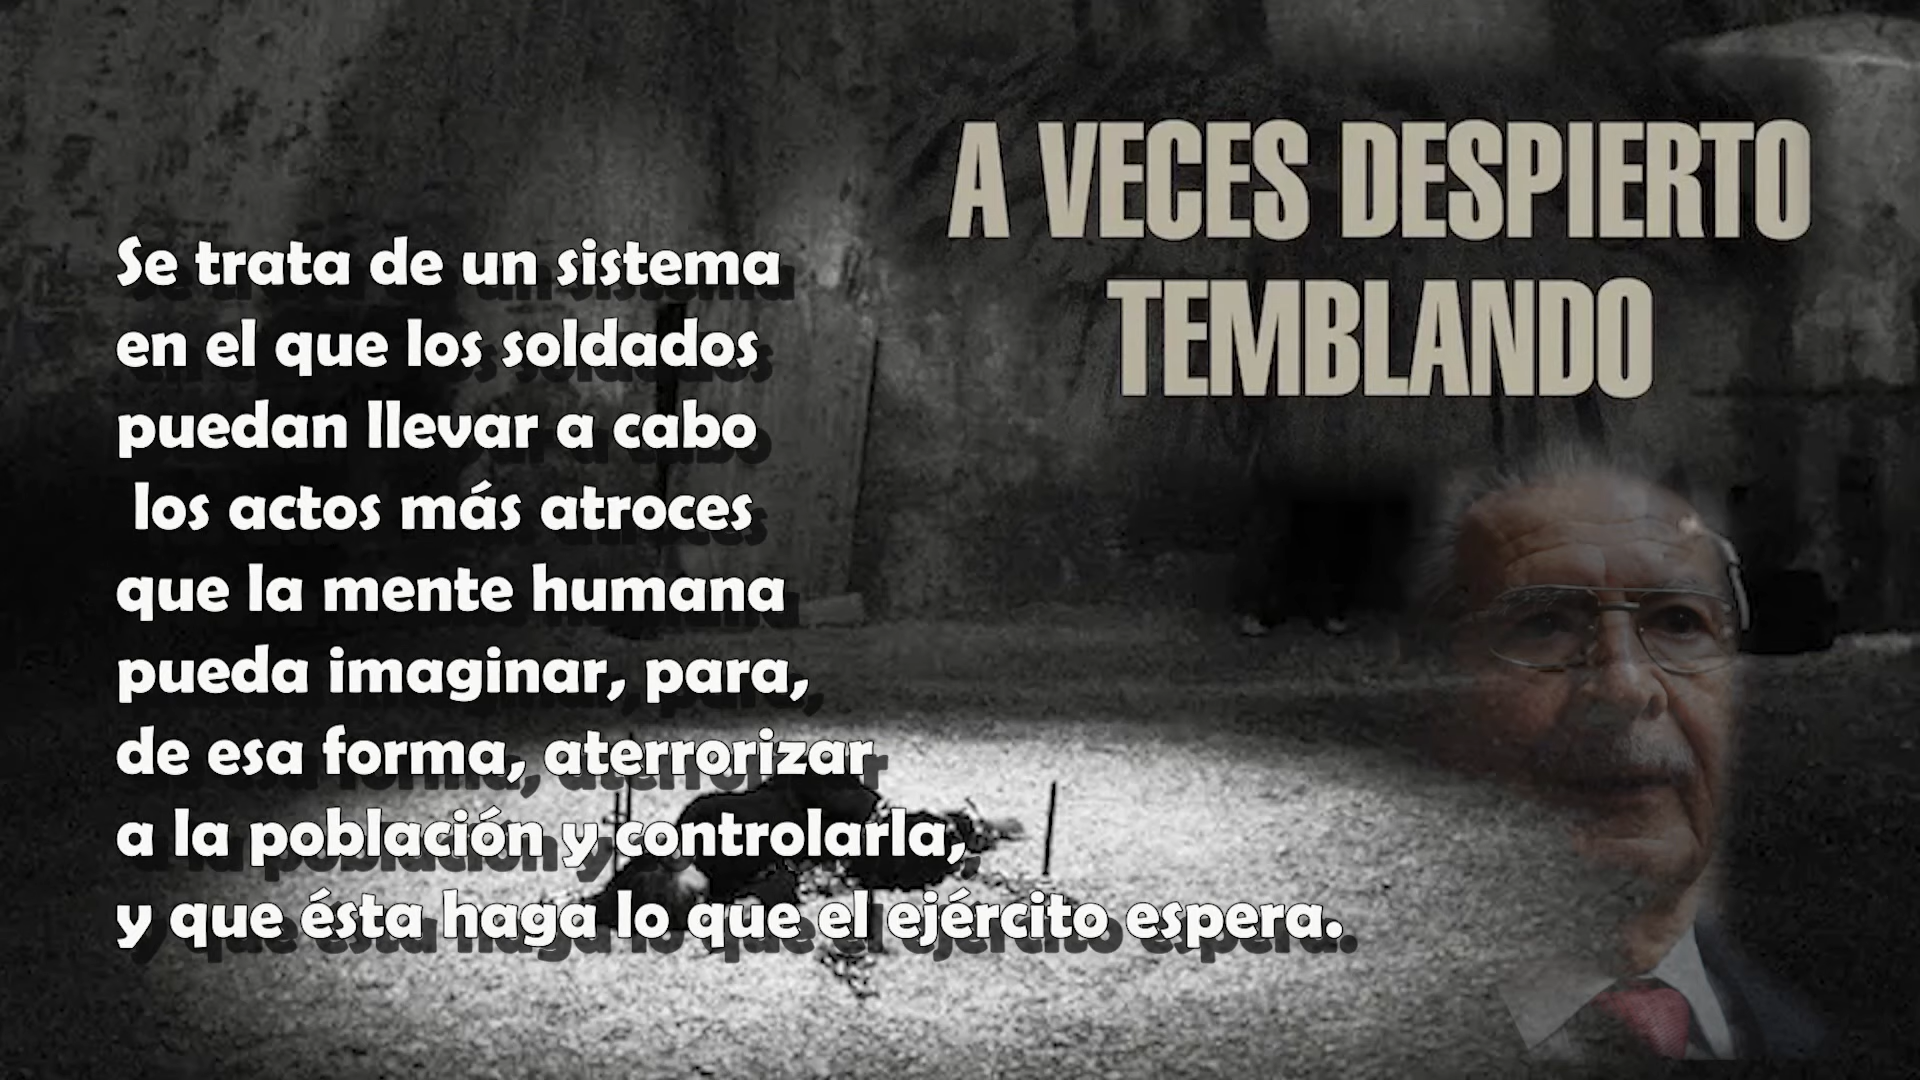 A VECES DESPIERTO
TEMBLANDO
Se trata de un sistema
en el que los soldados
puedan llevar a cabo
los actos más atroces
que la mente humana
pueda imaginar, para,
de esa forma, aterrorizar
a la población y controlarla,
y que ésta haga lo que el ejército espera.